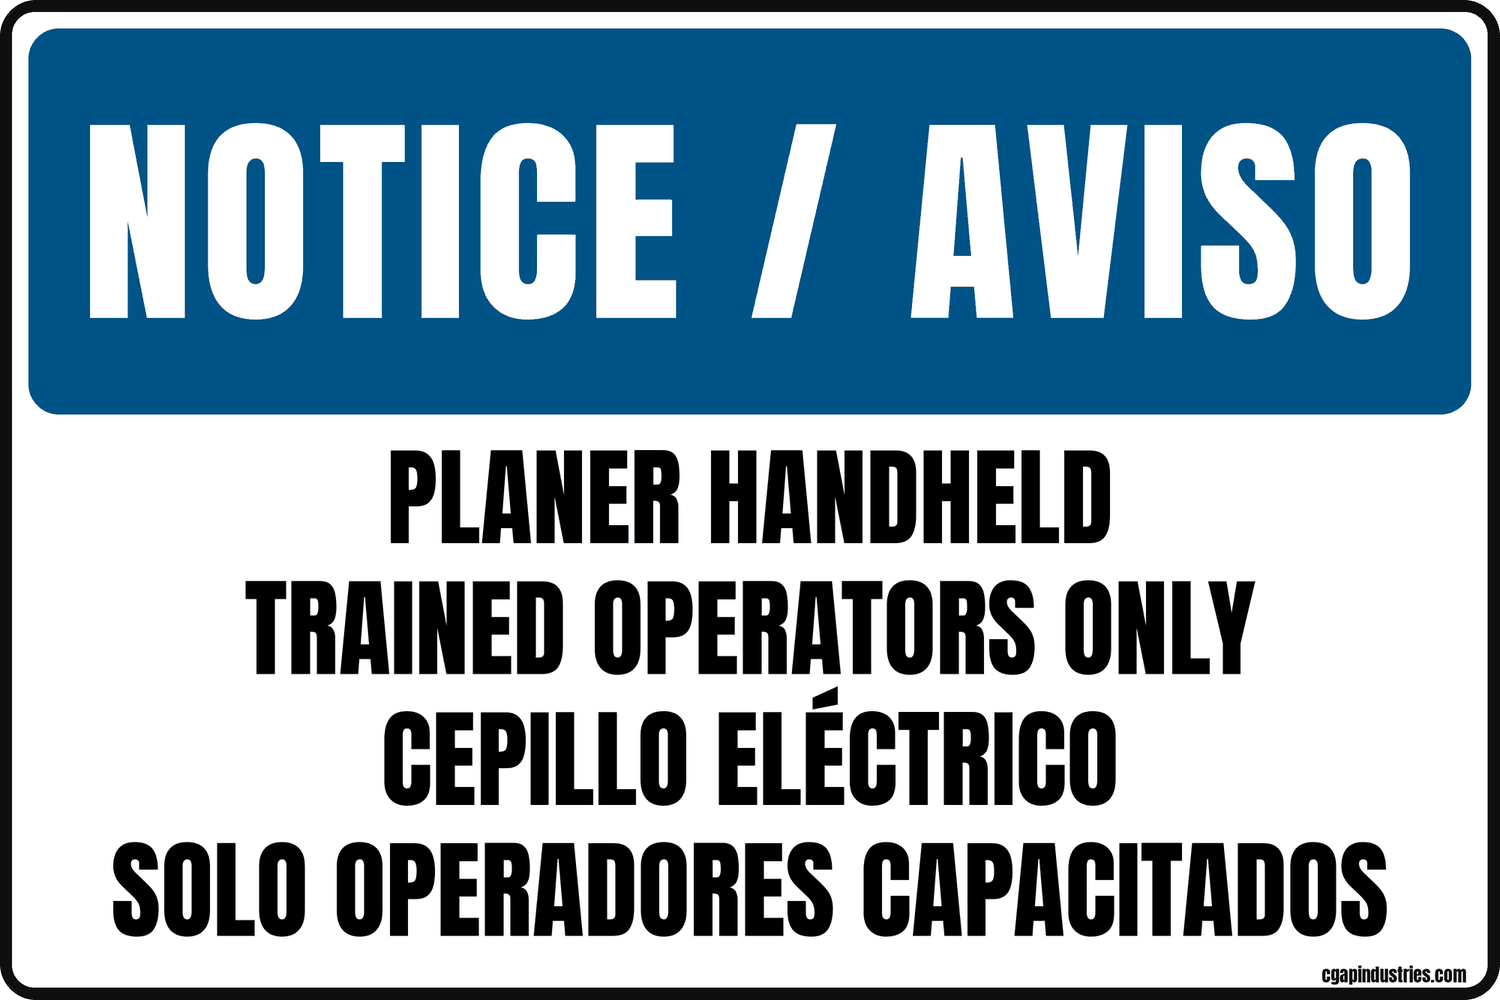 NOTICE / AVISO
PLANER HANDHELD
TRAINED OPERATORS ONLY
CEPILLO ELÉCTRICO
SOLO OPERADORES CAPACITADOS
cgapindustries.com